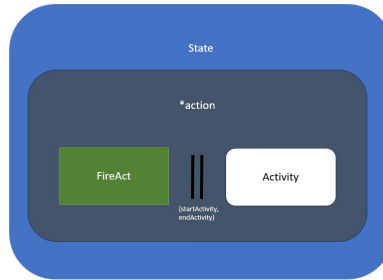 State
*action
FireAct
Activity
{startActivity,
endActivity}